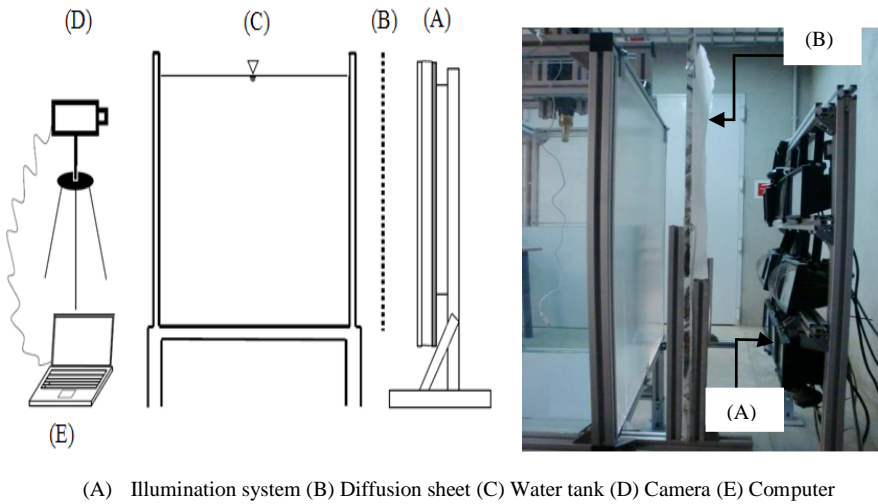 (D) (C) (B) (A)
(B)
(A)
(E)
(A) Illumination system (B) Diffusion sheet (C) Water tank (D) Camera (E) Computer